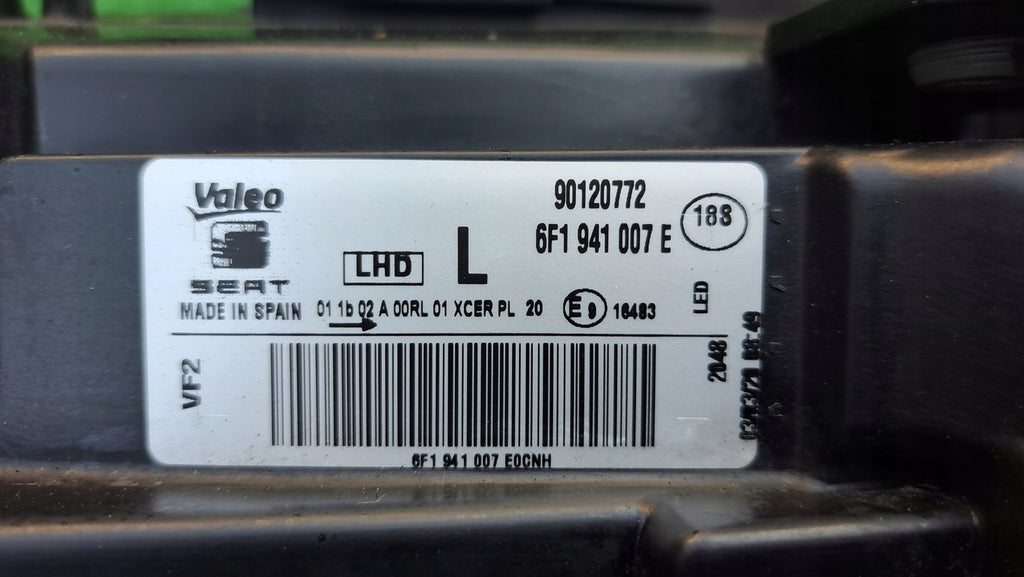 Valeo
SEAT
MADE IN SPAIN
LHD
L
90120772
6F1 941 007 E
188
01 1b 02 A 00RL 01 XCER PL 20
E 9 16483
LED
VF2
2048
6F1 941 007 E0CNH